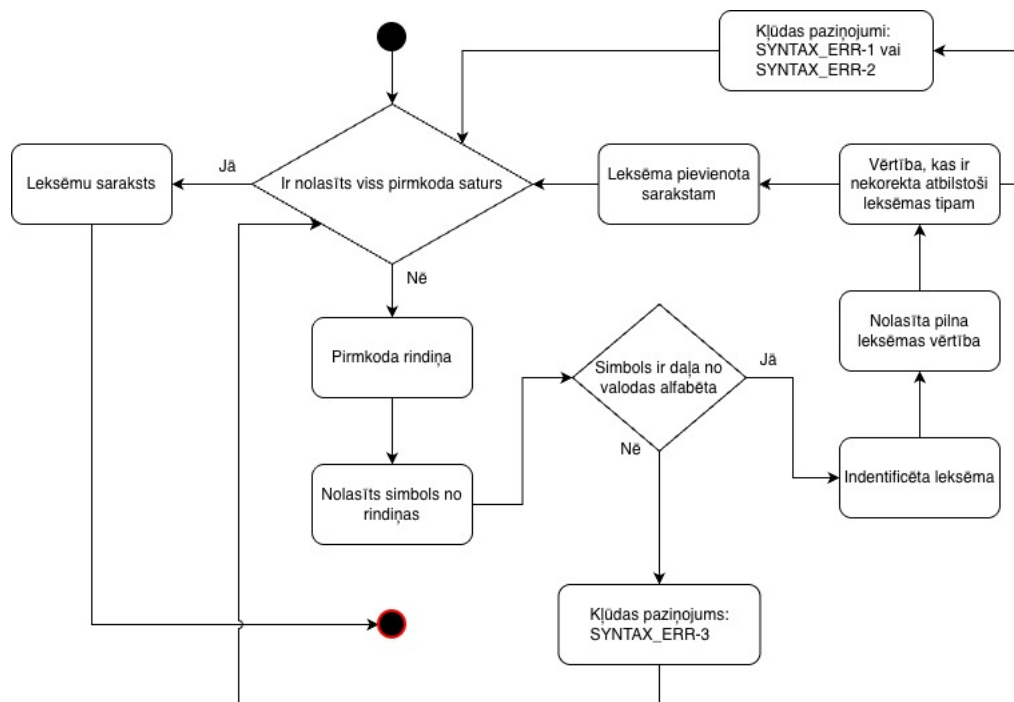 Kļūdas paziņojumi:
SYNTAX_ERR-1 vai
SYNTAX_ERR-2
Leksēmu saraksts
Jā
Ir nolasīts viss pirmkoda saturs
Leksēma pievienota
sarakstam
Vērtība, kas ir
nekorekta atbilstoši
leksēmas tipam
Nē
Pirmkoda rindiņa
Nolasīta pilna
leksēmas vērtība
Simbols ir daļa no
valodas alfabēta
Jā
Nē
Nolasīts simbols no
rindiņas
Indentificēta leksēma
Kļūdas paziņojums:
SYNTAX_ERR-3